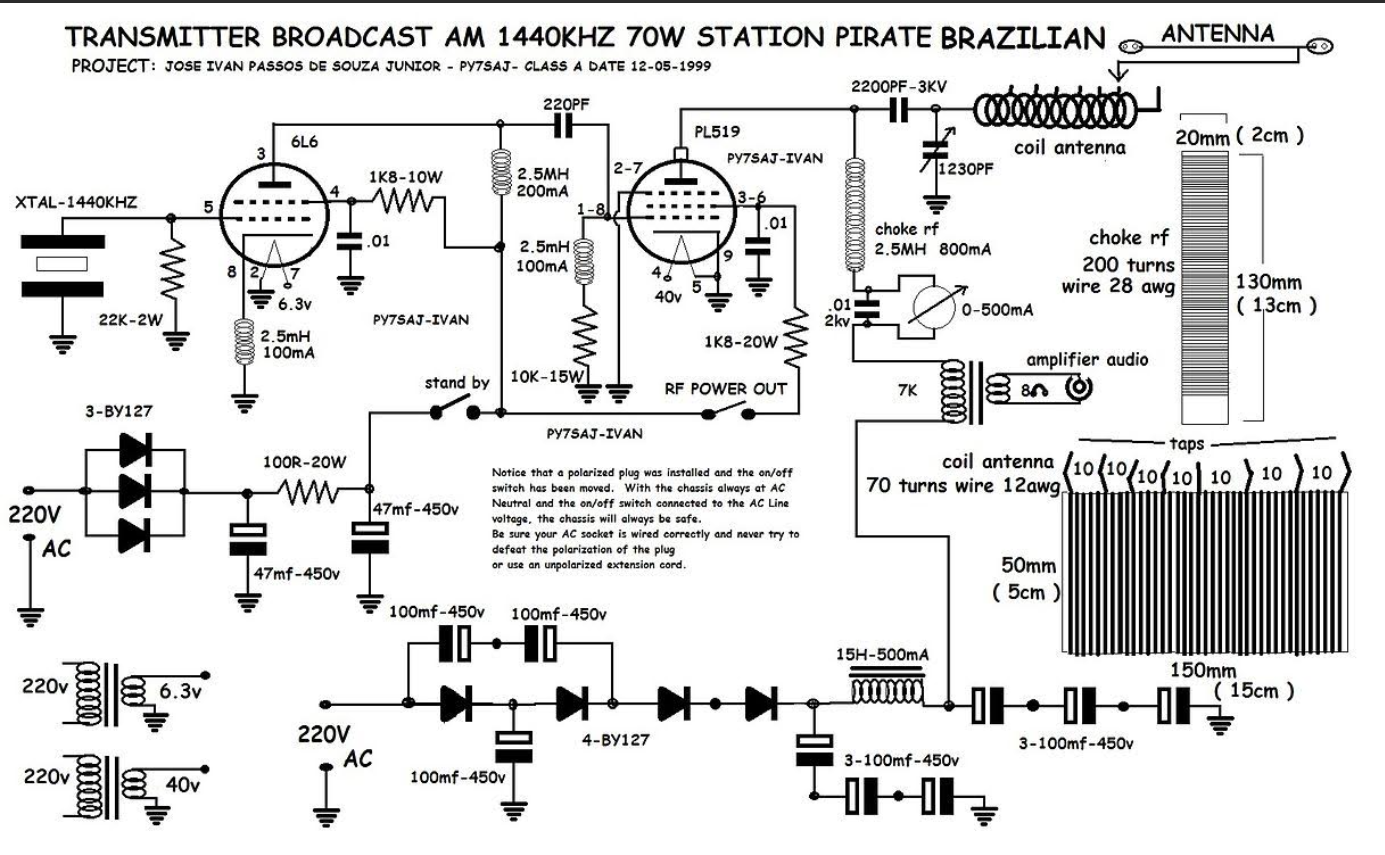 TRANSMITTER BROADCAST AM 1440KHZ 70W STATION PIRATE BRAZILIAN
ANTENNA
PROJECT: JOSE IVAN PASSOS DE SOUZA JUNIOR - PY7SAJ- CLASS A DATE 12-05-1999
2200PF-3KV
220PF
6L6
3
PL519
PY7SAJ-IVAN
20mm ( 2cm )
coil antenna
1230PF
2-7
1K8-10W
2.5MH
200mA
XTAL-1440KHZ
5
4
3-6
1-8
.01
.01
choke rf
2.5MH 800mA
choke rf
200 turns
wire 28 awg
2.5mH
100mA
9
8
2
7
6.3v
4
5
40v
130mm
( 13cm )
.01
2kv
0-500mA
22K-2W
PY7SAJ-IVAN
2.5mH
100mA
1K8-20W
10K-15W
stand by
RF POWER OUT
amplifier audio
7K
8
3-BY127
PY7SAJ-IVAN
taps
100R-20W
coil antenna
70 turns wire 12awg
10
10
10
10
10
10
10
Notice that a polarized plug was installed and the on/off
switch has been moved. With the chassis always at AC
Neutral and the on/off switch connected to the AC Line
voltage, the chassis will always be safe.
Be sure your AC socket is wired correctly and never try to
defeat the polarization of the plug
or use an unpolarized extension cord.
220V
AC
47mf-450v
47mf-450v
50mm
( 5cm )
100mf-450v
100mf-450v
15H-500mA
150mm
( 15cm )
220v
6.3v
220V
AC
4-BY127
3-100mf-450v
100mf-450v
3-100mf-450v
220v
40v